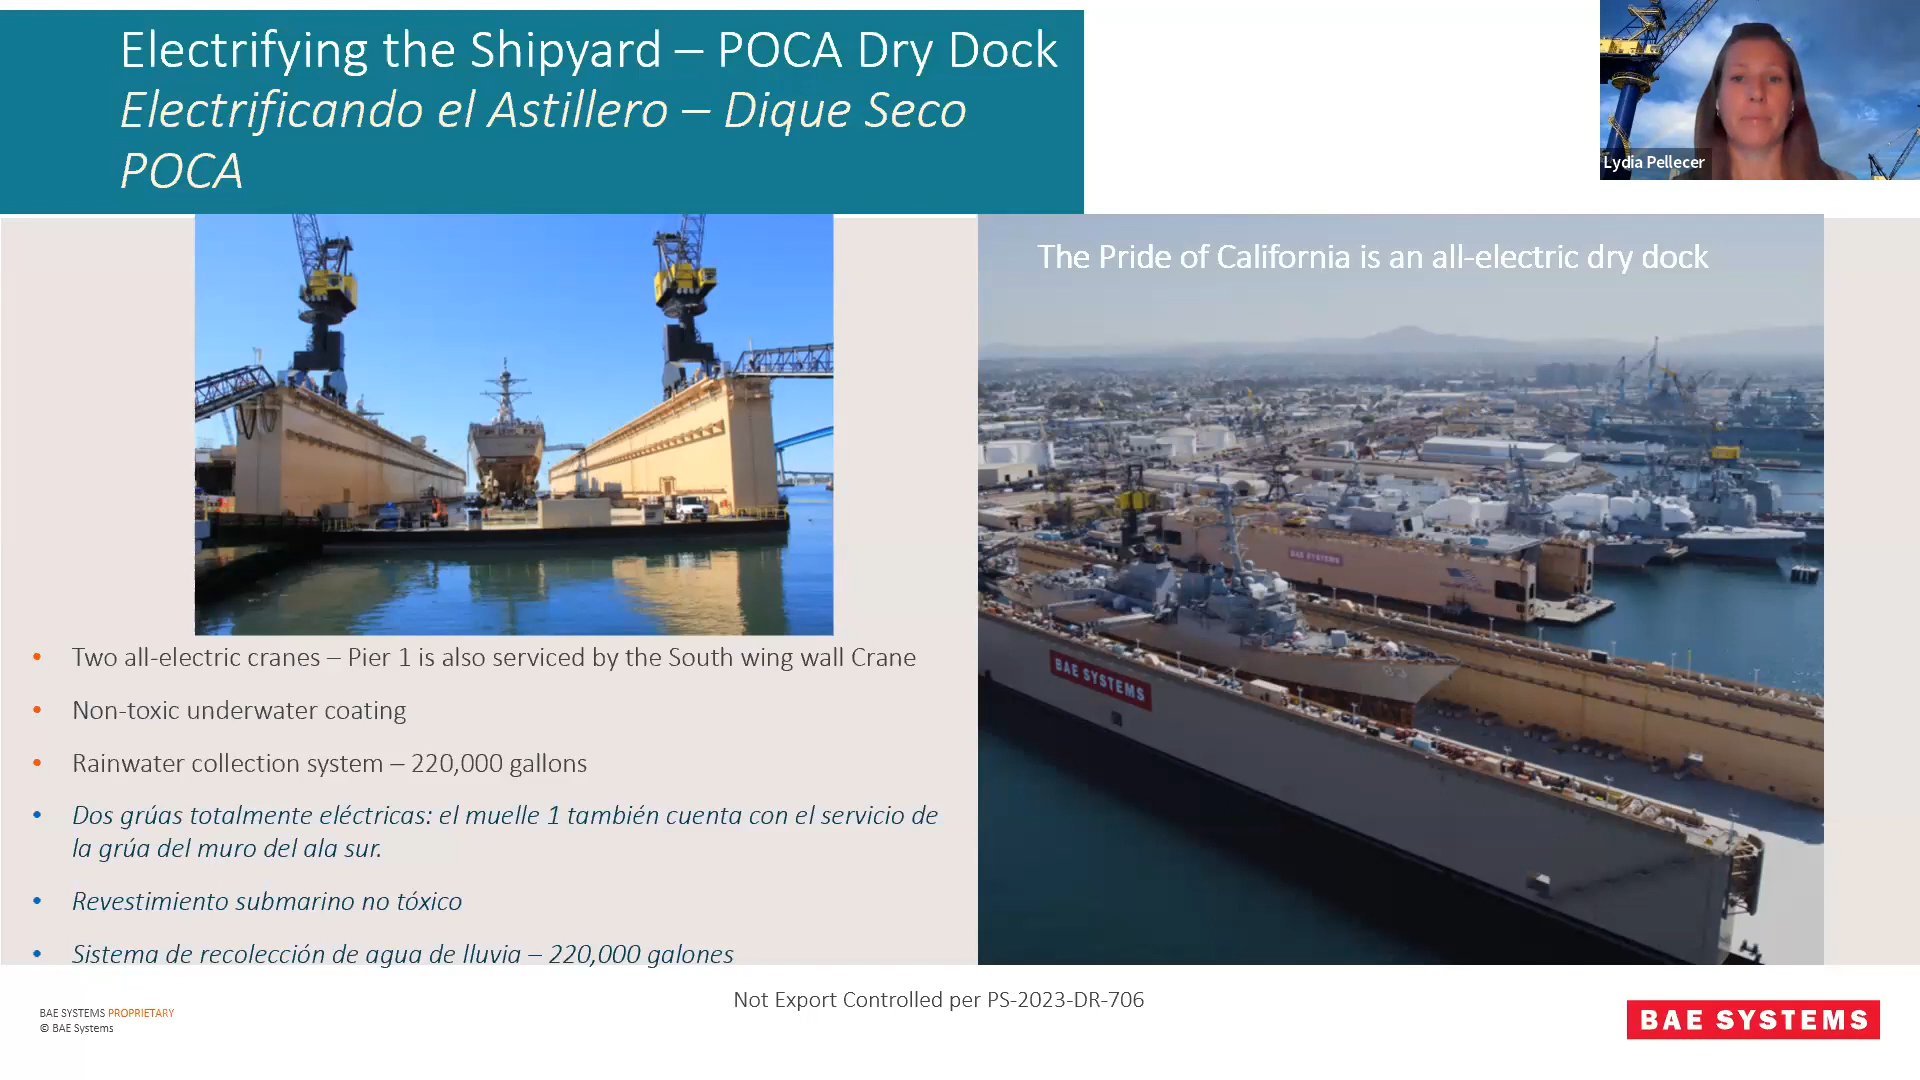 Electrifying the Shipyard – POCA Dry Dock
Electrificando el Astillero – Dique Seco
POCA
Lydia Pellecer
The Pride of California is an all-electric dry dock
BAE SYSTEMS
BAE SYSTEMS
83
• Two all-electric cranes – Pier 1 is also serviced by the South wing wall Crane
• Non-toxic underwater coating
• Rainwater collection system – 220,000 gallons
• Dos grúas totalmente eléctricas: el muelle 1 también cuenta con el servicio de
la grúa del muro del ala sur.
• Revestimiento submarino no tóxico
• Sistema de recolección de agua de lluvia – 220,000 galones
Not Export Controlled per PS-2023-DR-706
BAE SYSTEMS PROPRIETARY
© BAE Systems
BAE SYSTEMS